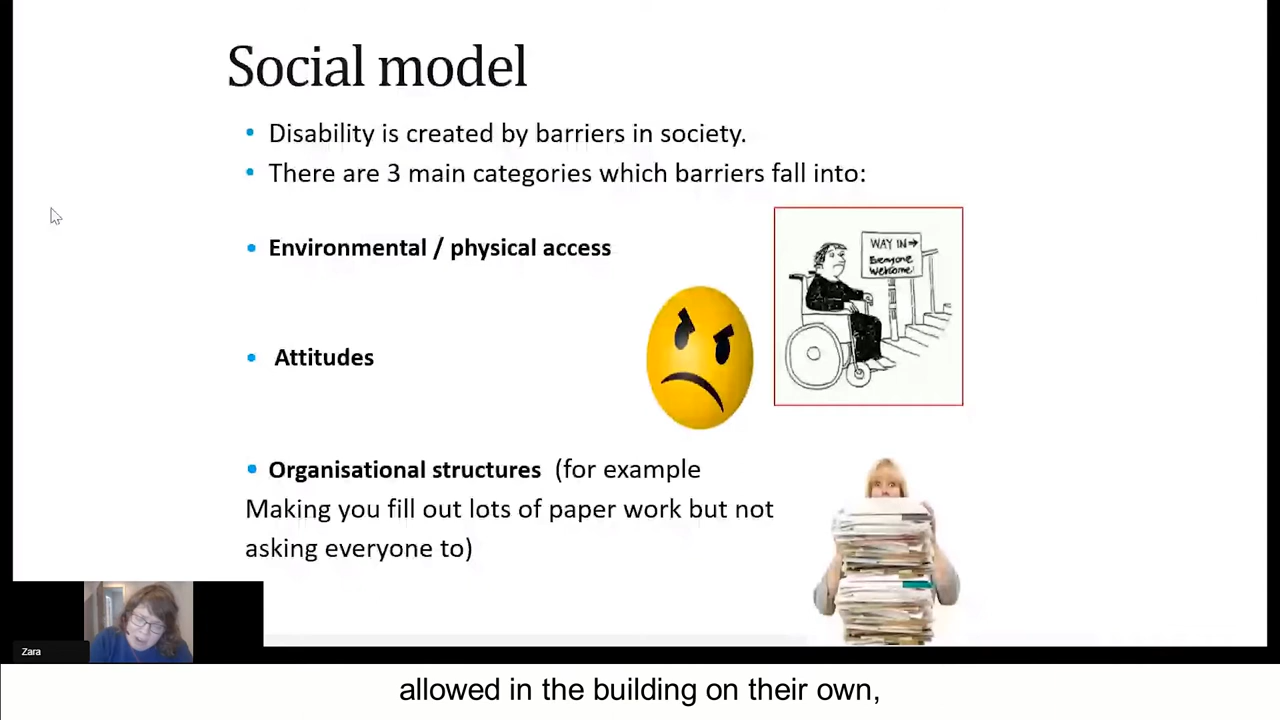 Social model
• Disability is created by barriers in society.
• There are 3 main categories which barriers fall into:
• Environmental / physical access
WAY IN→
Everyone
Welcome!
• Attitudes
• Organisational structures (for example
Making you fill out lots of paper work but not
asking everyone to)
Zara
allowed in the building on their own,